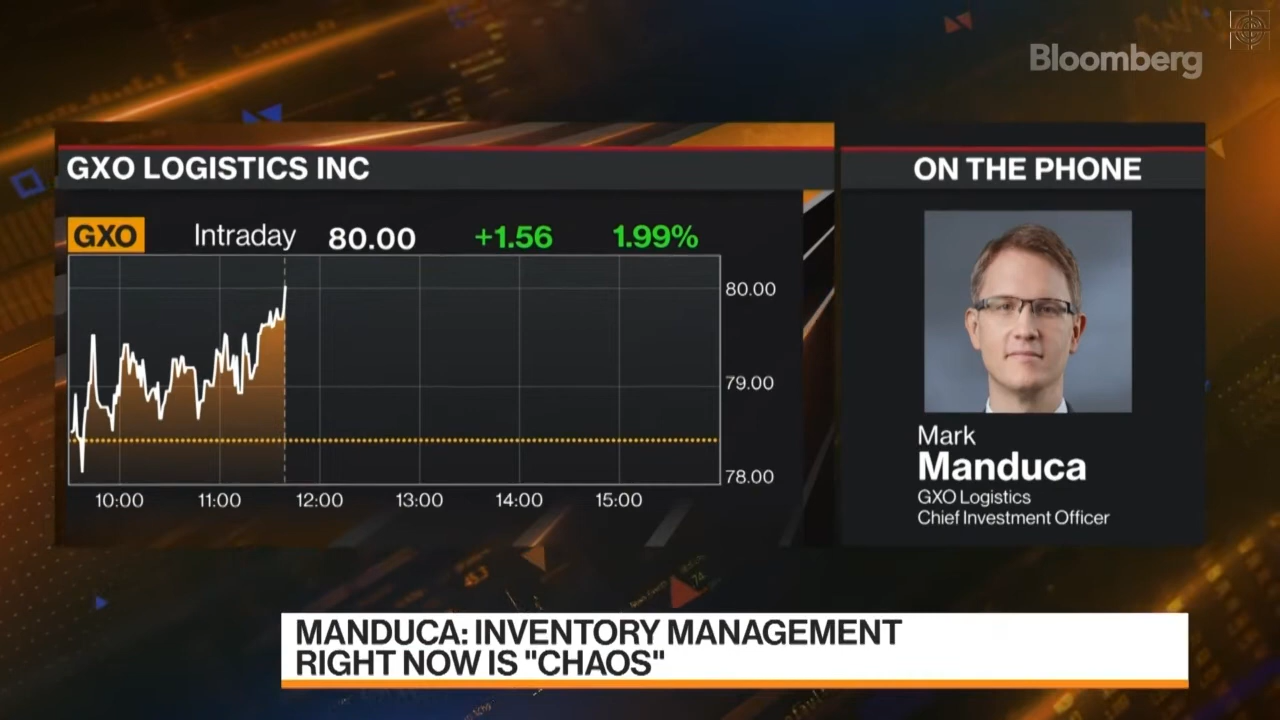 Bloomberg
GXO LOGISTICS INC
GXO Intraday 80.00 +1.56 1.99%
80.00
79.00
78.00
10:00 11:00 12:00 13:00 14:00 15:00
ON THE PHONE
Mark
Manduca
GXO Logistics
Chief Investment Officer
MANDUCA: INVENTORY MANAGEMENT
RIGHT NOW IS "CHAOS"